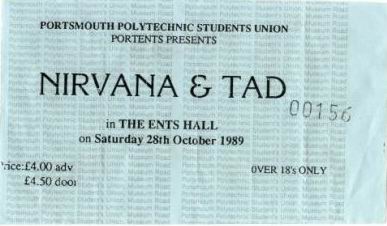 PORTSMOUTH POLYTECHNIC STUDENTS UNION
PORTENTS PRESENTS
NIRVANA & TAD
00156
in THE ENTS HALL
on Saturday 28th October 1989
rice:£4.00 adv
£4.50 door
OVER 18's ONLY